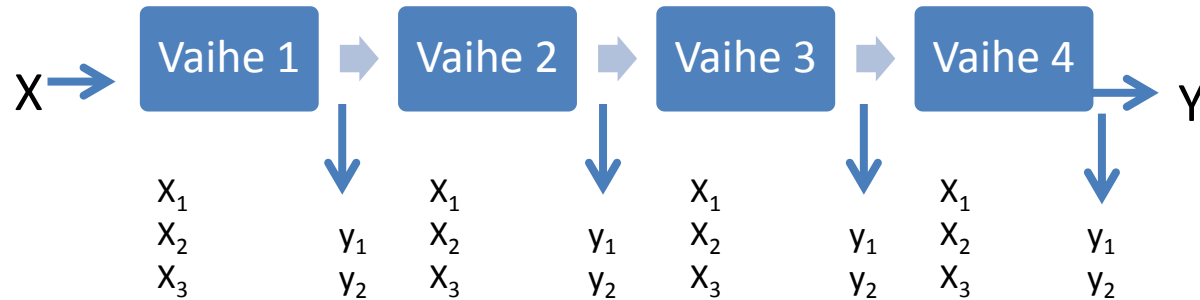 Vaihe 1 Vaihe 2 Vaihe 3 Vaihe 4
X Y
X₁ X₁ X₁ X₁
X₂ y₁ X₂ y₁ X₂ y₁ X₂ y₁
X₃ y₂ X₃ y₂ X₃ y₂ X₃ y₂